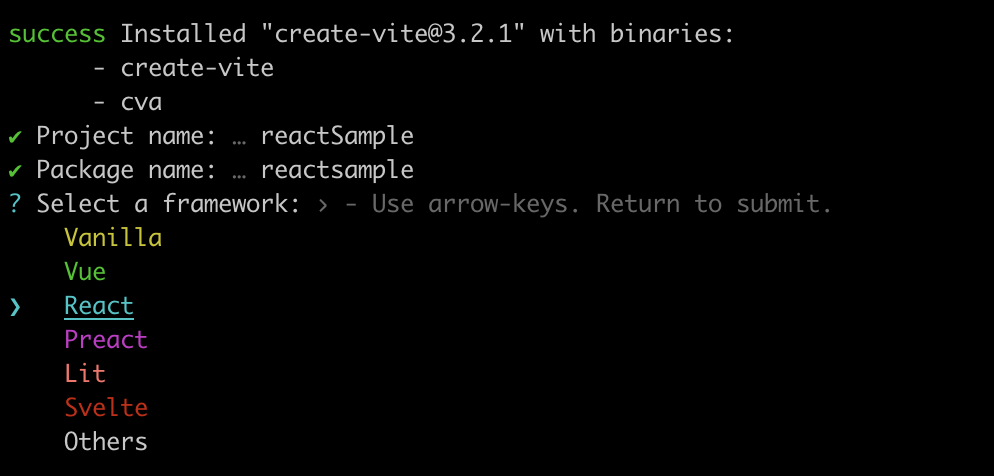 success Installed "create-vite@3.2.1" with binaries:
- create-vite
- cva
✔ Project name: … reactSample
✔ Package name: … reactsample
? Select a framework: › - Use arrow-keys. Return to submit.
Vanilla
Vue
❯ React
Preact
Lit
Svelte
Others